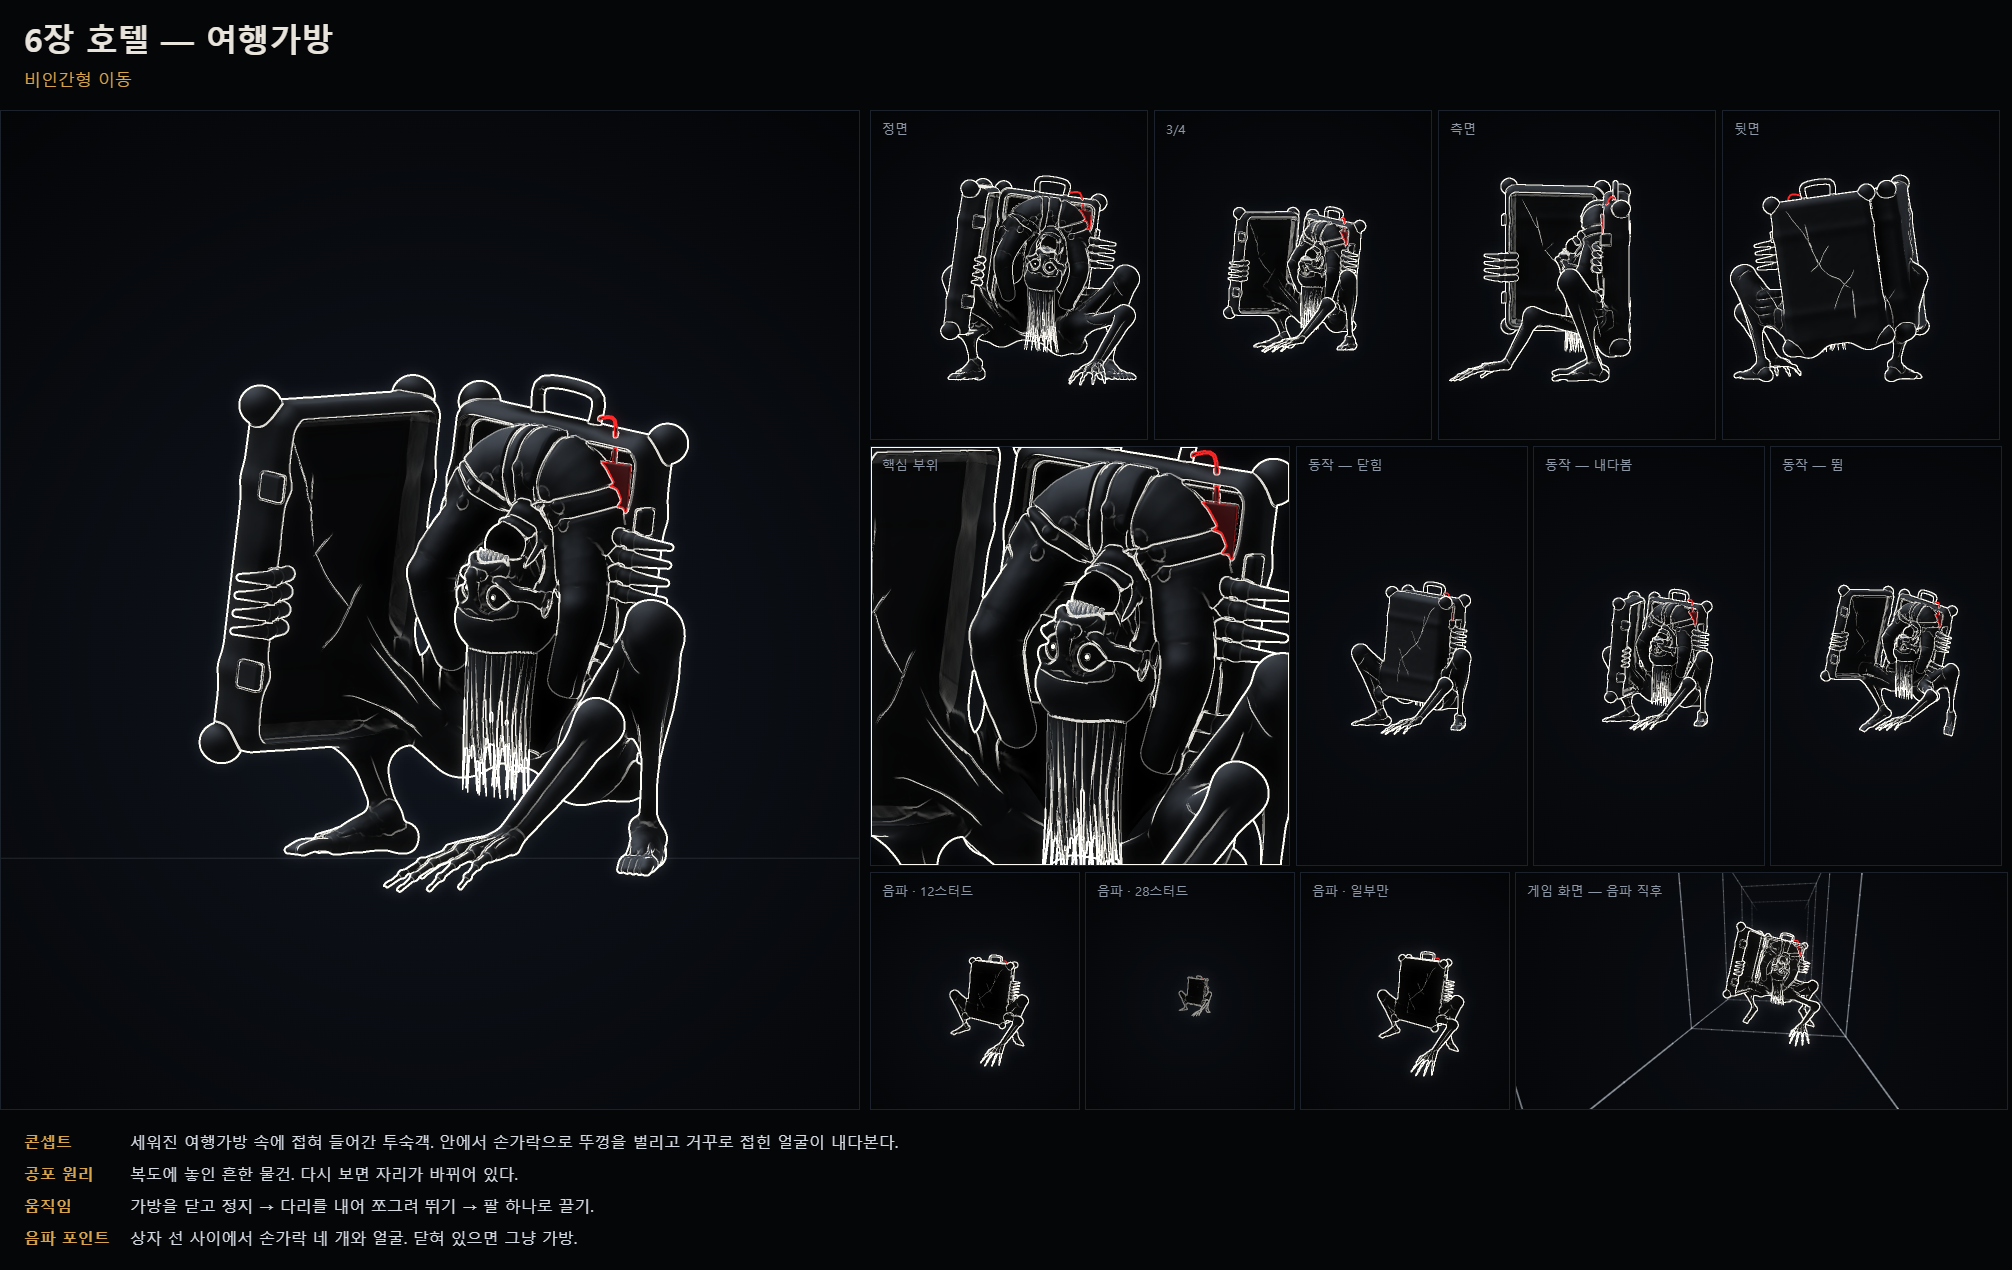 6장 호텔 — 여행가방
비인간형 이동
정면
3/4
측면
뒷면
핵심 부위
동작 — 닫힘
동작 — 내다봄
동작 — 뜀
음파 · 12스터드
음파 · 28스터드
음파 · 일부만
게임 화면 — 음파 직후
콘셉트 세워진 여행가방 속에 접혀 들어간 투숙객. 안에서 손가락으로 뚜껑을 벌리고 거꾸로 접힌 얼굴이 내다본다.
공포 원리 복도에 놓인 흔한 물건. 다시 보면 자리가 바뀌어 있다.
움직임 가방을 닫고 정지 → 다리를 내어 쪼그려 뛰기 → 팔 하나로 끌기.
음파 포인트 상자 선 사이에서 손가락 네 개와 얼굴. 닫혀 있으면 그냥 가방.